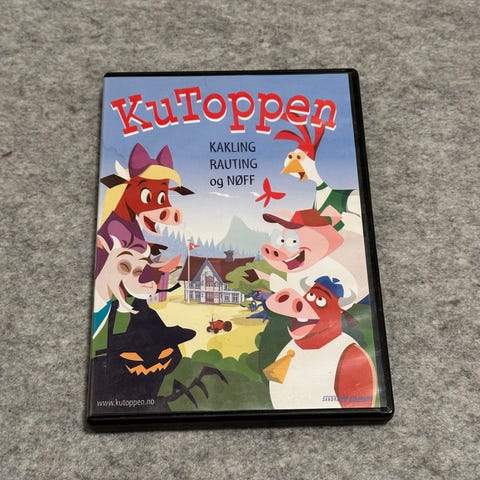 KuToppen
KAKLING
RAUTING
og NØFF
www.kutoppen.no